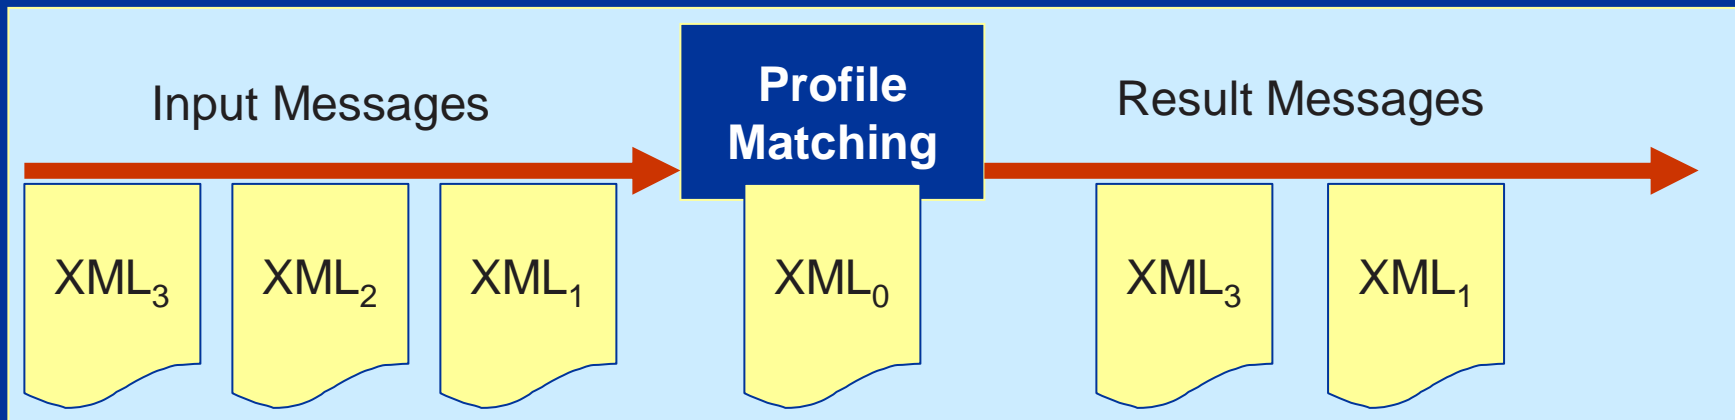 Input Messages
Profile
Matching
Result Messages
XML₃
XML₂
XML₁
XML₀
XML₃
XML₁